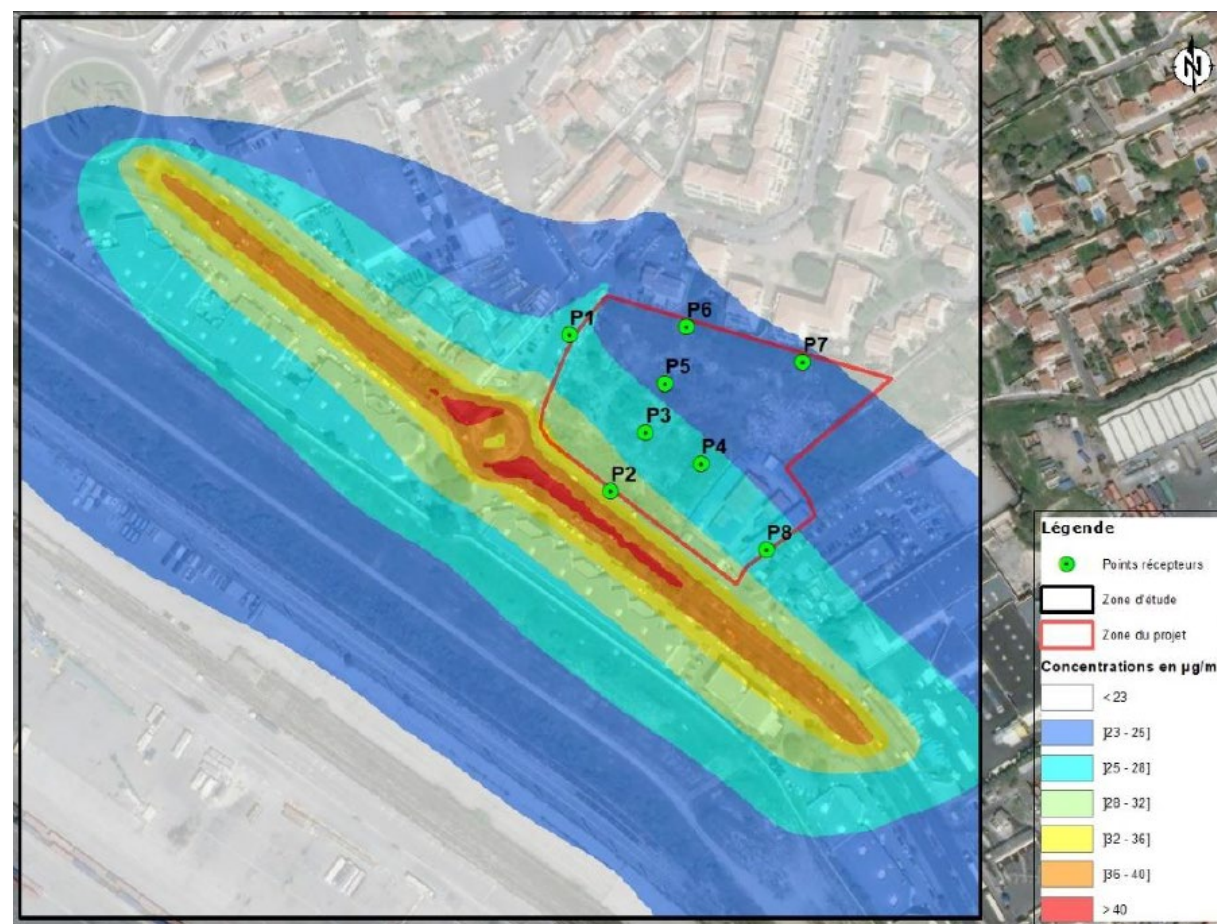 N
P1
P6
P7
P5
P3
P4
P2
P8
Légende
Points récepteurs
Zone d'étude
Zone du projet
Concentrations en µg/m
< 23
]23 - 25]
]25 - 28]
]28 - 32]
]32 - 36]
]36 - 40]
> 40